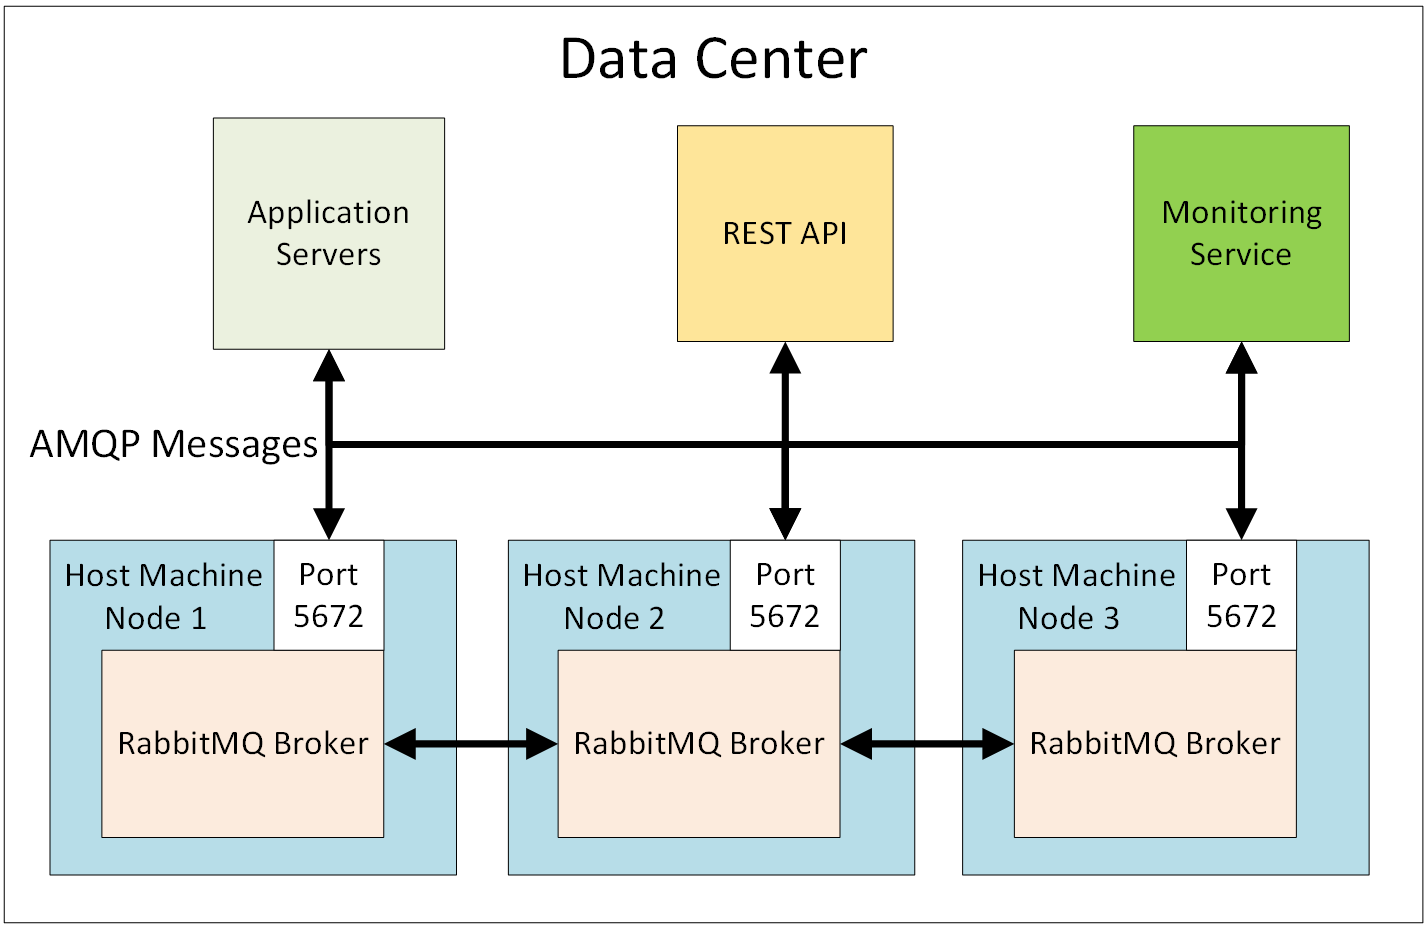 Data Center
Application
Servers
REST API
Monitoring
Service
AMQP Messages
Host Machine
Node 1
Port
5672
Host Machine
Node 2
Port
5672
Host Machine
Node 3
Port
5672
RabbitMQ Broker
RabbitMQ Broker
RabbitMQ Broker